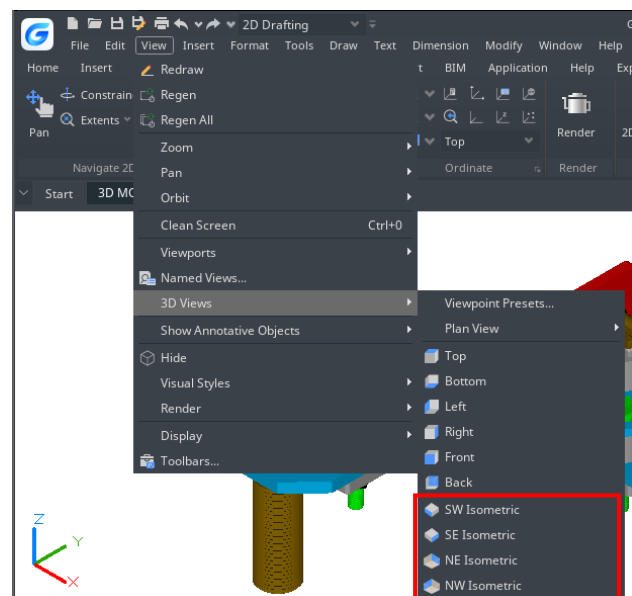 2D Drafting
G
File Edit View Insert Format Tools Draw Text Dimension Modify Window Help
Home Insert t BIM Application Help Exp
Redraw
Constrain Regen
Extents Regen All
Pan
Top
Render
2D
Zoom
Navigate 2D Pan Ordinate Render
Start 3D MO Orbit
Clean Screen Ctrl+0
Viewports
Named Views...
3D Views
Viewpoint Presets...
Show Annotative Objects
Plan View
Hide
Top
Visual Styles
Bottom
Render
Left
Display
Right
Toolbars...
Front
Back
SW Isometric
SE Isometric
NE Isometric
NW Isometric
Z
Y
X